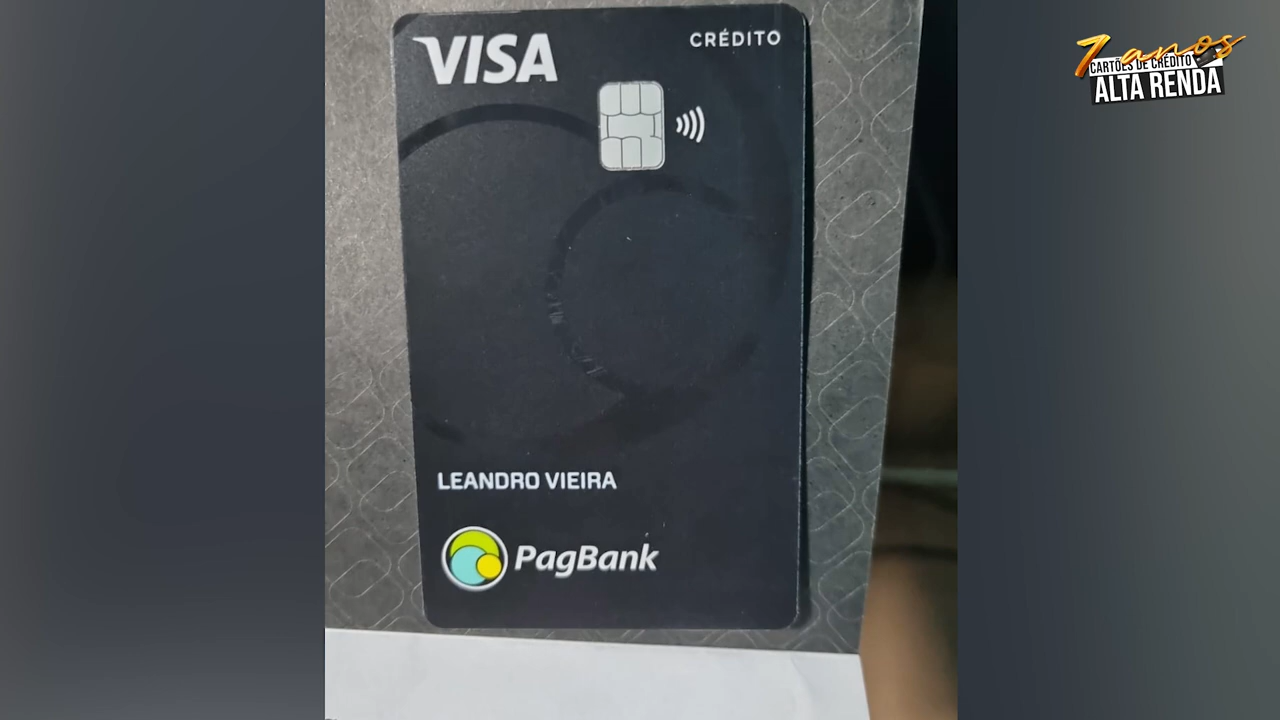 VISA
CRÉDITO
LEANDRO VIEIRA
PagBank
7 anos
CARTÕES DE CRÉDITO
ALTA RENDA